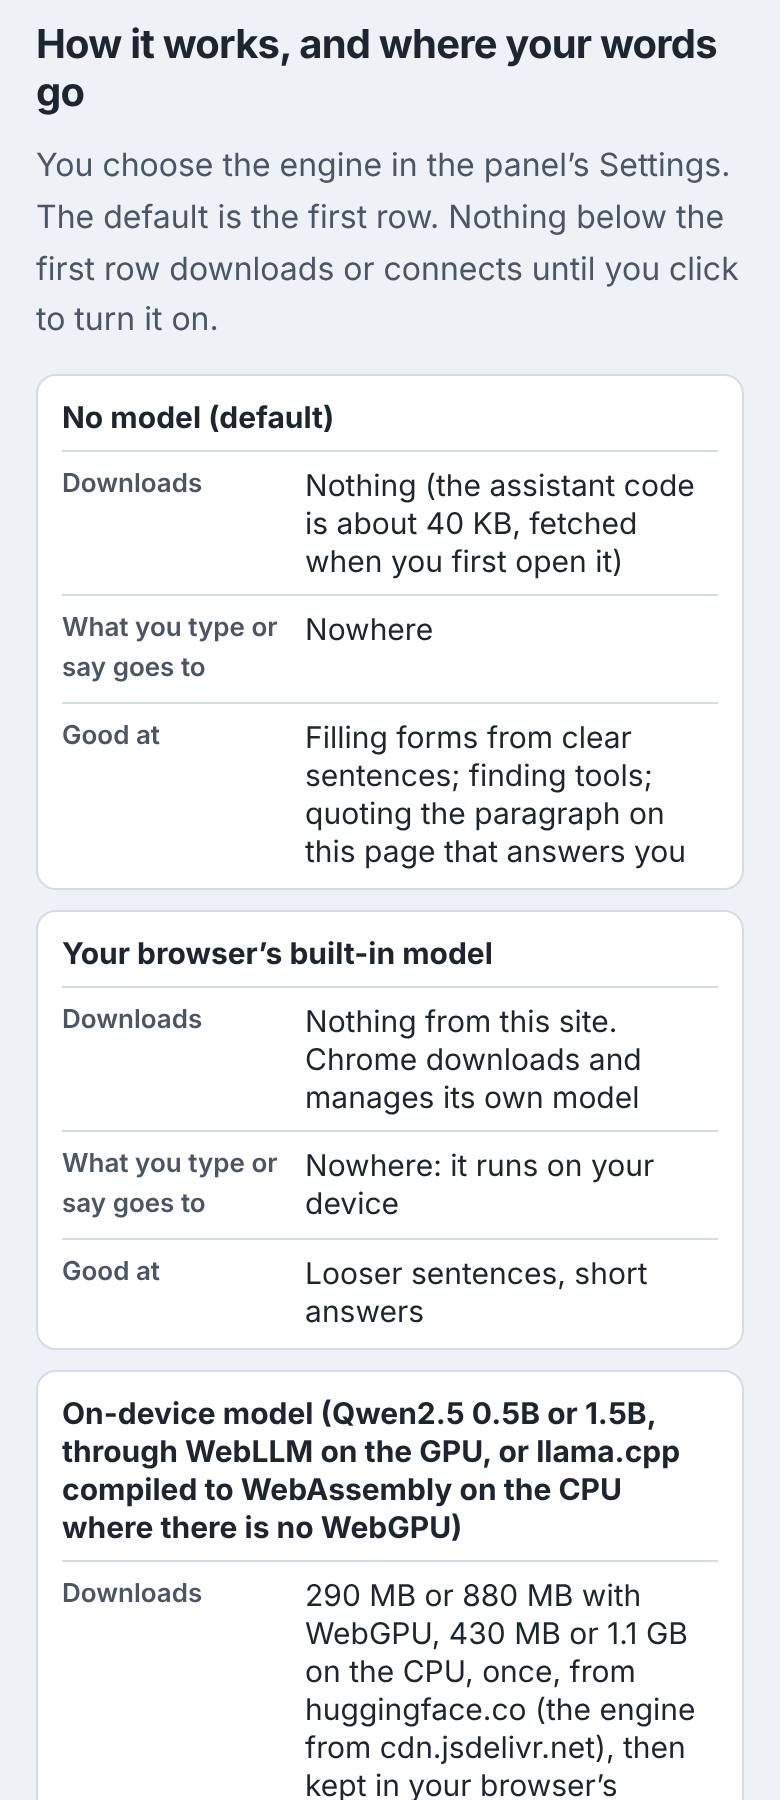 How it works, and where your words
go
You choose the engine in the panel’s Settings.
The default is the first row. Nothing below the
first row downloads or connects until you click
to turn it on.
No model (default)
Downloads
Nothing (the assistant code
is about 40 KB, fetched
when you first open it)
What you type or
say goes to
Nowhere
Good at
Filling forms from clear
sentences; finding tools;
quoting the paragraph on
this page that answers you
Your browser’s built-in model
Downloads
Nothing from this site.
Chrome downloads and
manages its own model
What you type or
say goes to
Nowhere: it runs on your
device
Good at
Looser sentences, short
answers
On-device model (Qwen2.5 0.5B or 1.5B,
through WebLLM on the GPU, or llama.cpp
compiled to WebAssembly on the CPU
where there is no WebGPU)
Downloads
290 MB or 880 MB with
WebGPU, 430 MB or 1.1 GB
on the CPU, once, from
huggingface.co (the engine
from cdn.jsdelivr.net), then
kept in your browser’s